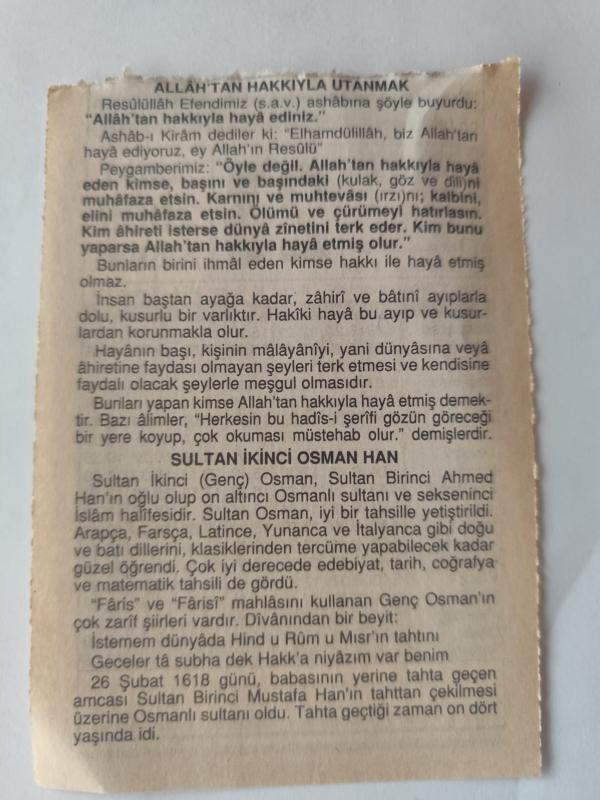 ALLÂH'TAN HAKKIYLA UTANMAK
Resûlüllâh Efendimiz (s.a.v.) ashâbına şöyle buyurdu:
“Allâh'tan hakkıyla hayâ ediniz.”
Ashâb-ı Kirâm dediler ki: “Elhamdülillâh, biz Allah'tan
hayâ ediyoruz, ey Allah'ın Resûlü”
Peygamberimiz: “Öyle değil. Allah'tan hakkıyla hayâ
eden kimse, başını ve başındaki (kulak, göz ve dili)ni
muhâfaza etsin. Karnını ve muhtevâsı (ırzı)nı; kalbini,
elini muhâfaza etsin. Ölümü ve çürümeyi hatırlasın.
Kim âhireti isterse dünyâ zînetini terk eder. Kim bunu
yaparsa Allah'tan hakkıyla hayâ etmiş olur.”
Bunların birini ihmâl eden kimse hakkı ile hayâ etmiş
olmaz.
İnsan baştan ayağa kadar, zâhirî ve bâtınî ayıplarla
dolu, kusurlu bir varlıktır. Hakîki hayâ bu ayıp ve kusur-
lardan korunmakla olur.
Hayânın başı, kişinin mâlâyânîyi, yani dünyâsına veyâ
âhiretine faydası olmayan şeyleri terk etmesi ve kendisine
faydalı olacak şeylerle meşgul olmasıdır.
Bunları yapan kimse Allah'tan hakkıyla hayâ etmiş demek-
tir. Bazı âlimler, “Herkesin bu hadîs-i şerîfi gözün göreceği
bir yere koyup, çok okuması müstehab olur.” demişlerdir.
SULTAN İKİNCİ OSMAN HAN
Sultan İkinci (Genç) Osman, Sultan Birinci Ahmed
Han'ın oğlu olup on altıncı Osmanlı sultanı ve sekseninci
İslâm halîfesidir. Sultan Osman, iyi bir tahsille yetiştirildi.
Arapça, Farsça, Latince, Yunanca ve İtalyanca gibi doğu
ve batı dillerini, klasiklerinden tercüme yapabilecek kadar
güzel öğrendi. Çok iyi derecede edebiyat, tarih, coğrafya
ve matematik tahsili de gördü.
“Fâris” ve “Fârisî” mahlâsını kullanan Genç Osman'ın
çok zarîf şiirleri vardır. Dîvânından bir beyit:
İstemem dünyâda Hind u Rûm u Mısr'ın tahtını
Geceler tâ subha dek Hakk'a niyâzım var benim
26 Şubat 1618 günü, babasının yerine tahta geçen
amcası Sultan Birinci Mustafa Han'ın tahttan çekilmesi
üzerine Osmanlı sultanı oldu. Tahta geçtiği zaman on dört
yaşında idi.